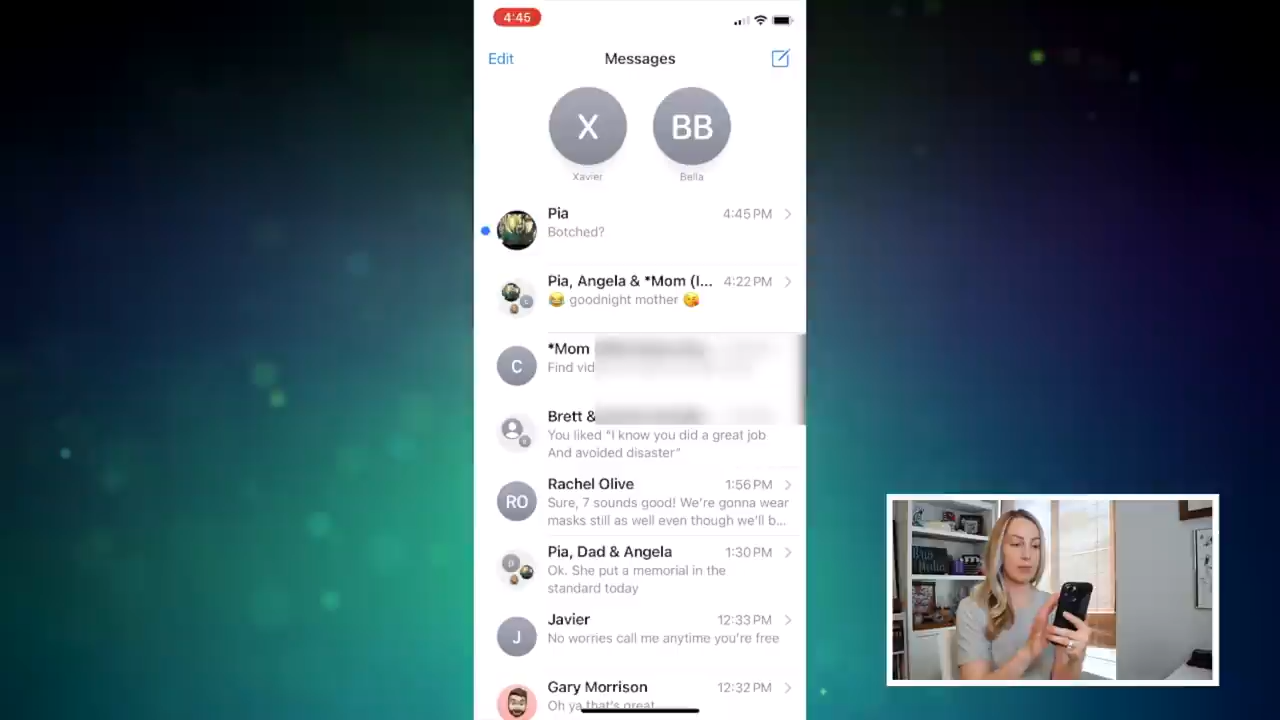 4:45
Edit
Messages
X
BB
Xavier
Bella
Pia
4:45 PM
Botched?
Pia, Angela & *Mom (I...
4:22 PM
😂 goodnight mother 😘
C
*Mom
Find vid
Brett &
You liked “I know you did a great job
And avoided disaster”
RO
Rachel Olive
1:56 PM
Sure, 7 sounds good! We're gonna wear
masks still as well even though we'll b...
P
Pia, Dad & Angela
1:30 PM
Ok. She put a memorial in the
standard today
J
Javier
12:33 PM
No worries call me anytime you're free
Gary Morrison
12:32 PM
Oh ya that's great